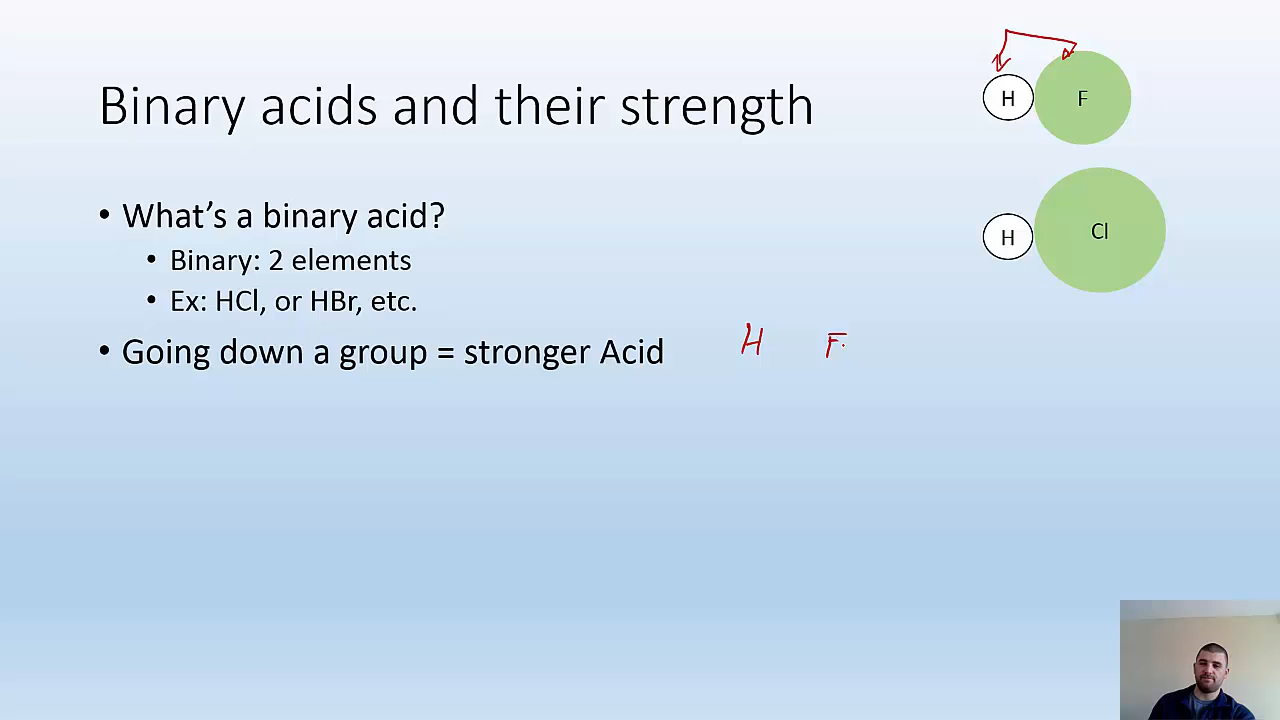 Binary acids and their strength
H F
H Cl
• What's a binary acid?
• Binary: 2 elements
• Ex: HCl, or HBr, etc.
• Going down a group = stronger Acid
H F